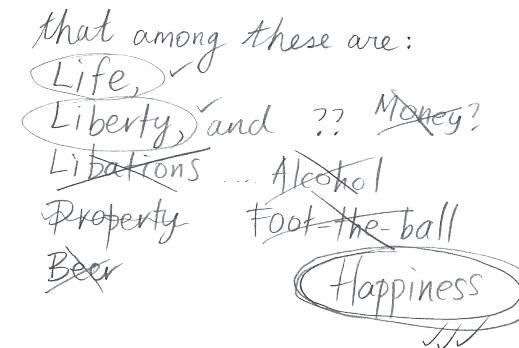 that among these are:
Life,
Liberty, and ?? Money?
Libations ... Alcohol
Property Foot-the-ball
Beer
Happiness